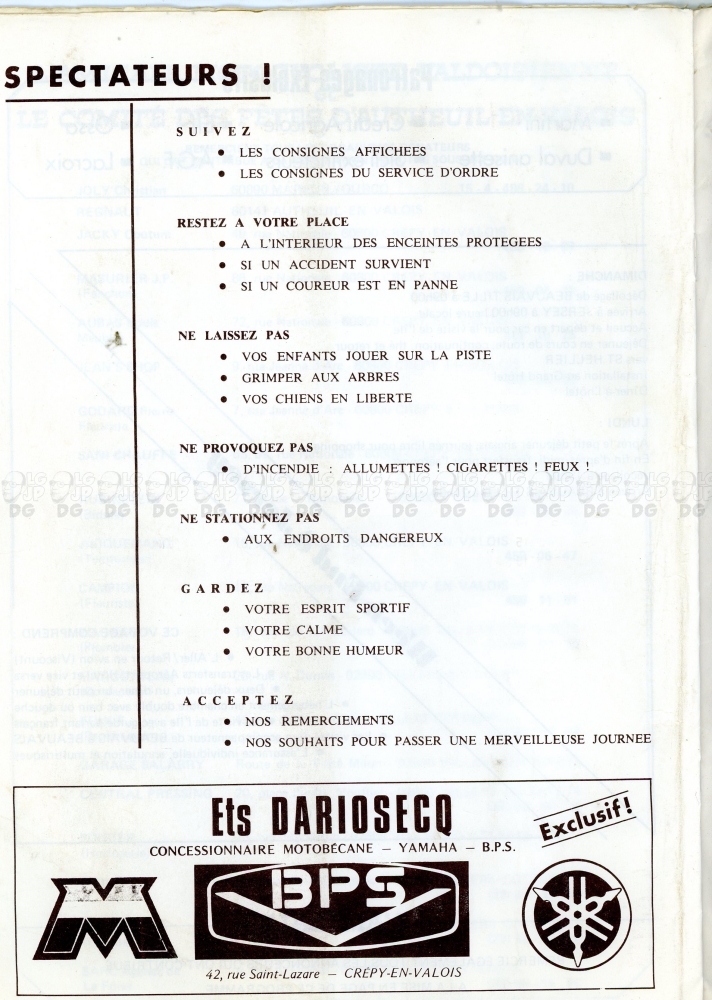 SPECTATEURS !
SUIVEZ
• LES CONSIGNES AFFICHEES
• LES CONSIGNES DU SERVICE D'ORDRE
RESTEZ A VOTRE PLACE
• A L'INTERIEUR DES ENCEINTES PROTEGEES
• SI UN ACCIDENT SURVIENT
• SI UN COUREUR EST EN PANNE
NE LAISSEZ PAS
• VOS ENFANTS JOUER SUR LA PISTE
• GRIMPER AUX ARBRES
• VOS CHIENS EN LIBERTE
NE PROVOQUEZ PAS
• D'INCENDIE : ALLUMETTES ! CIGARETTES ! FEUX !
NE STATIONNEZ PAS
• AUX ENDROITS DANGEREUX
GARDEZ
• VOTRE ESPRIT SPORTIF
• VOTRE CALME
• VOTRE BONNE HUMEUR
ACCEPTEZ
• NOS REMERCIEMENTS
• NOS SOUHAITS POUR PASSER UNE MERVEILLEUSE JOURNEE
Ets DARIOSECQ
Exclusif !
CONCESSIONNAIRE MOTOBÉCANE – YAMAHA – B.P.S.
BPS
42, rue Saint-Lazare – CRÉPY-EN-VALOIS